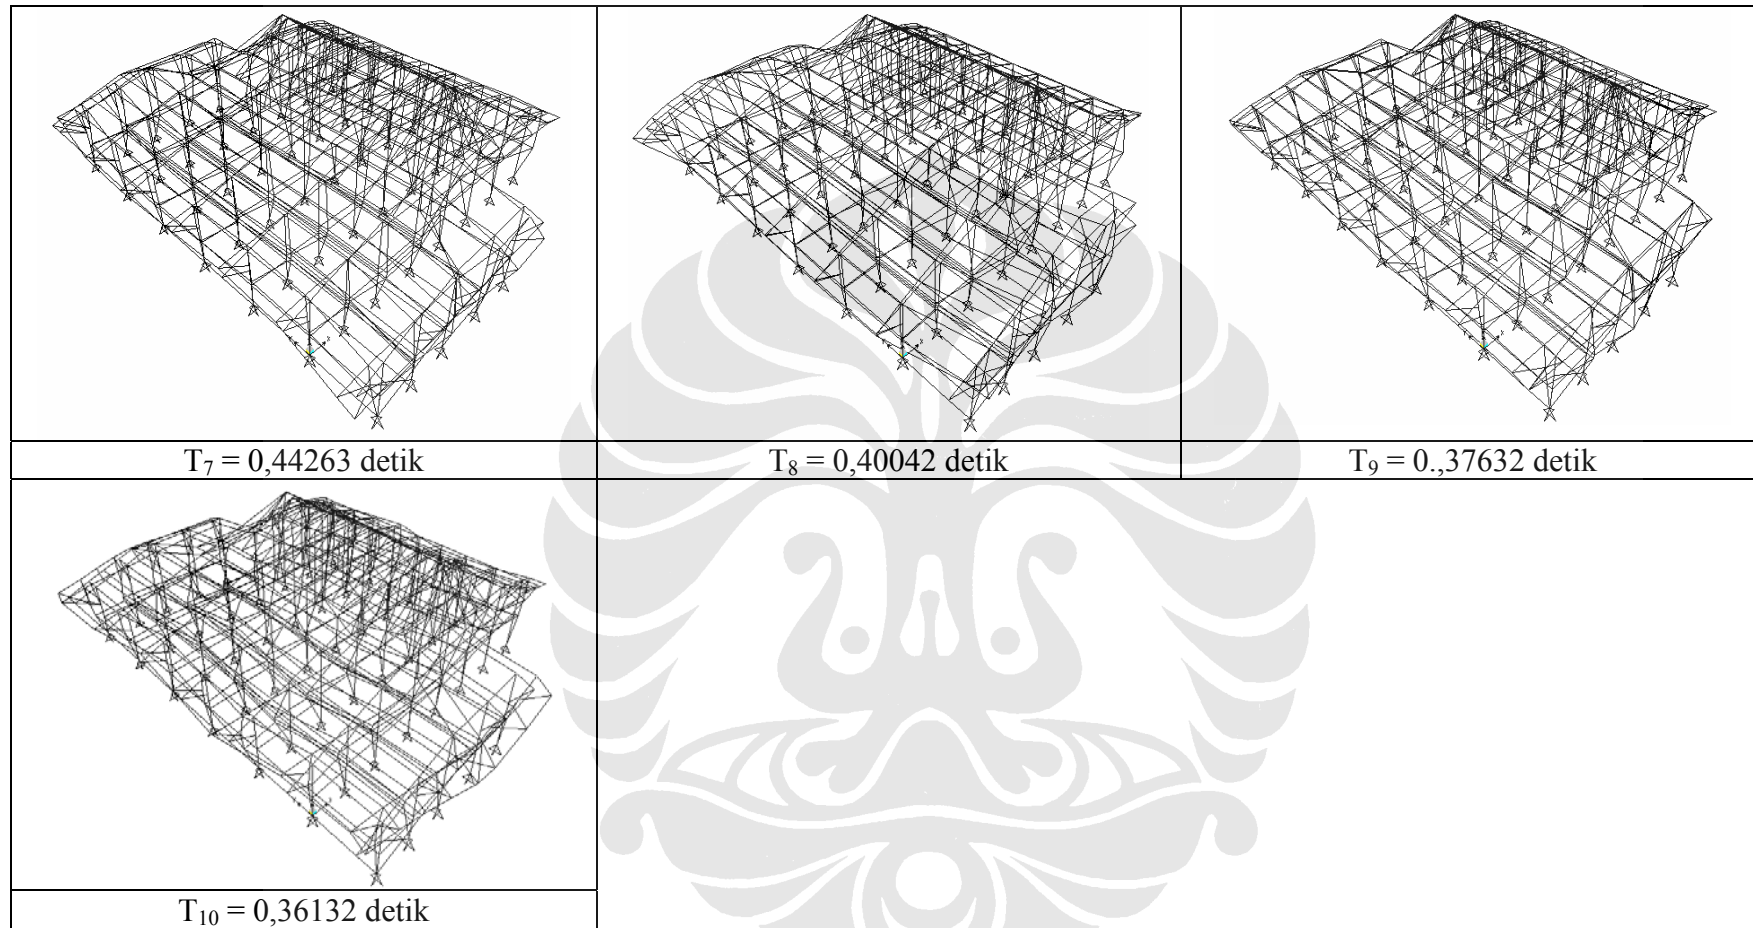 T₇ = 0,44263 detik
T₈ = 0,40042 detik
T₉ = 0.,37632 detik
T₁₀ = 0,36132 detik